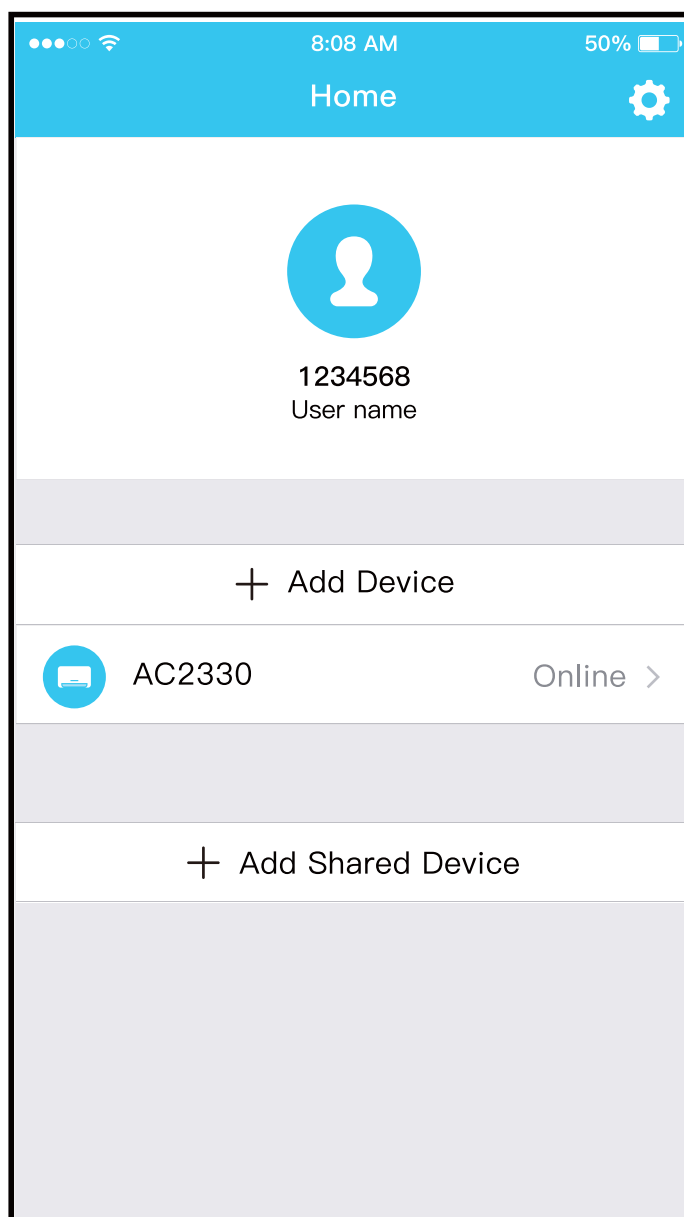 8:08 AM 50%
Home
1234568
User name
Add Device
AC2330 Online
Add Shared Device